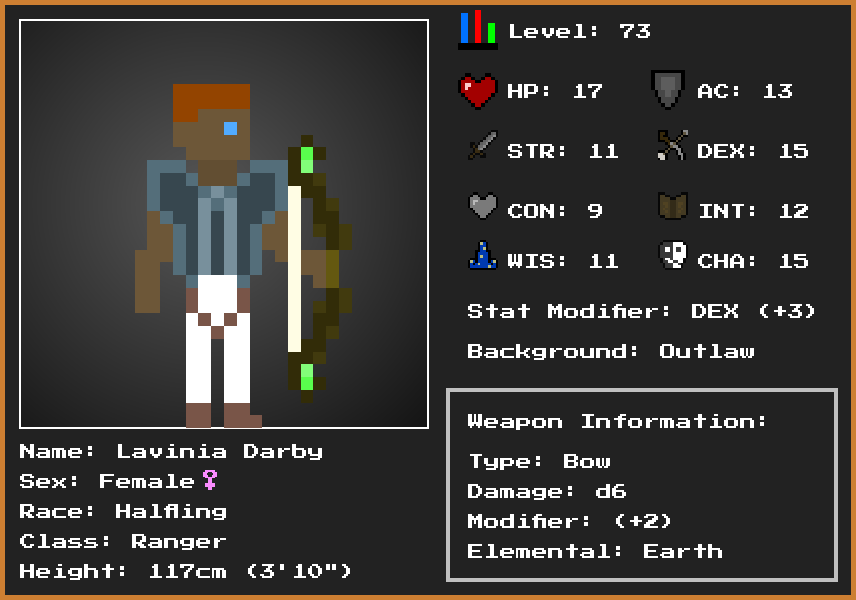 Level: 73
HP: 17 AC: 13
STR: 11 DEX: 15
CON: 9 INT: 12
WIS: 11 CHA: 15
Stat Modifier: DEX (+3)
Background: Outlaw
Weapon Information:
Type: Bow
Damage: d6
Modifier: (+2)
Elemental: Earth
Name: Lavinia Darby
Sex: Female♀
Race: Halfling
Class: Ranger
Height: 117cm (3'10")